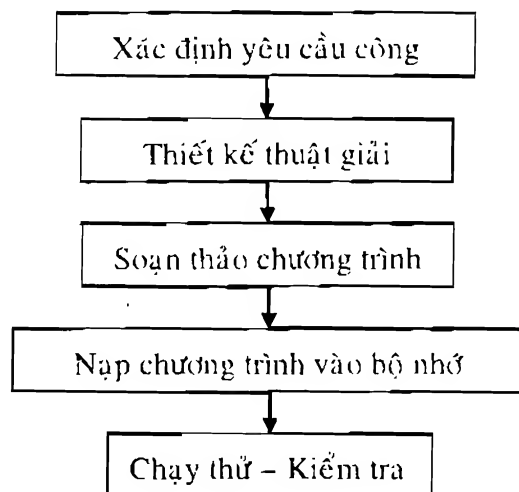 Xác định yêu cầu công
Thiết kế thuật giải
Soạn thảo chương trình
Nạp chương trình vào bộ nhớ
Chạy thử – Kiểm tra